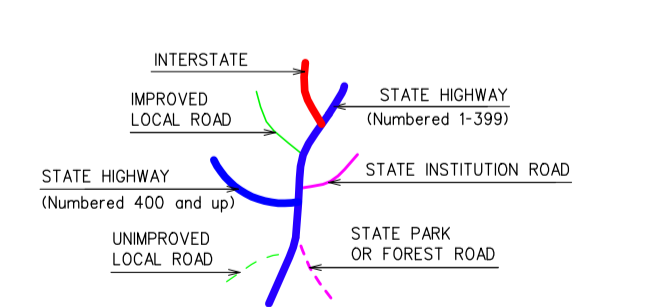 INTERSTATE
STATE HIGHWAY
(Numbered 1-399)
IMPROVED
LOCAL ROAD
STATE INSTITUTION ROAD
STATE HIGHWAY
(Numbered 400 and up)
UNIMPROVED
LOCAL ROAD
STATE PARK
OR FOREST ROAD